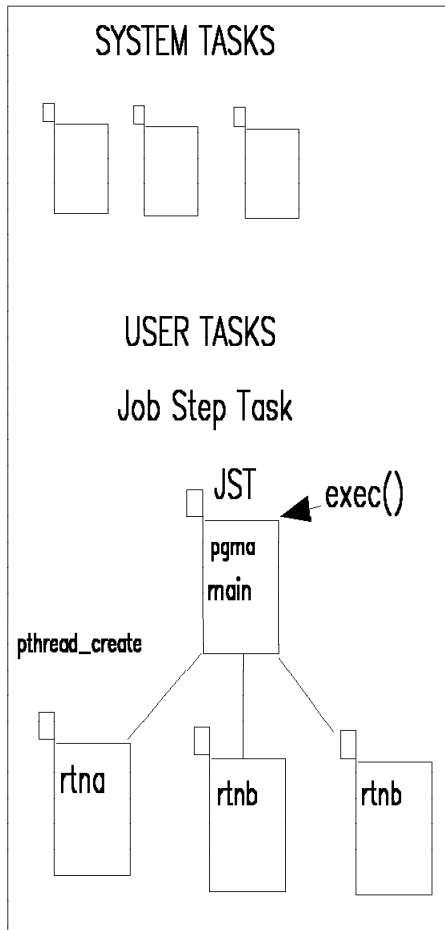 SYSTEM TASKS
USER TASKS
Job Step Task
JST
exec()
pgma
main
pthread_create
rtna
rtnb
rtnb